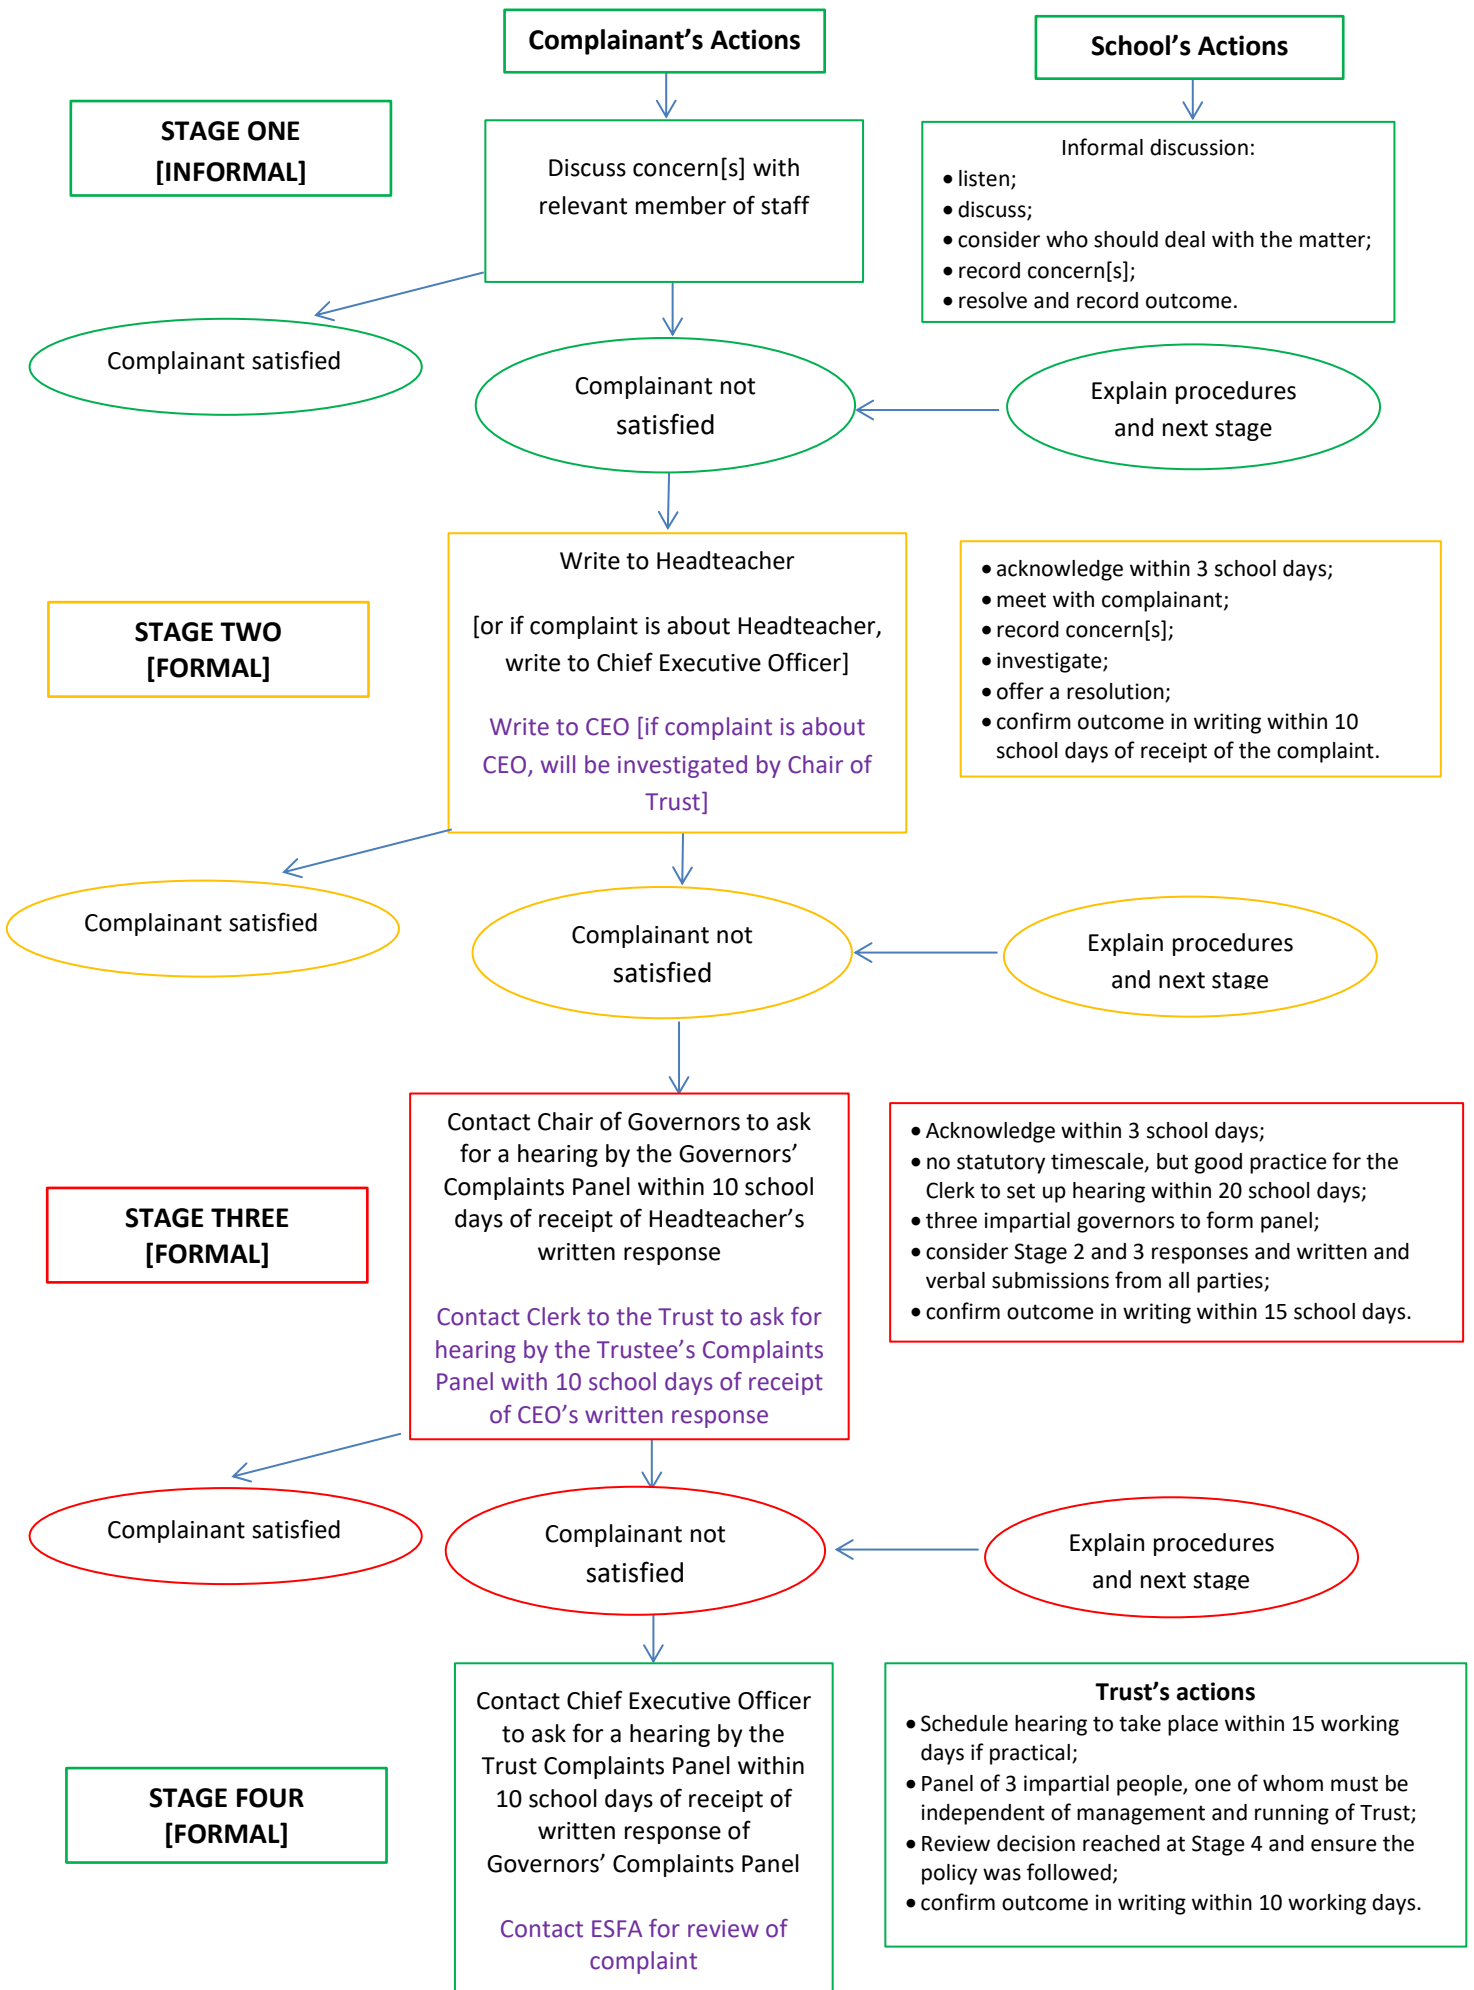 Complainant’s Actions
School’s Actions
STAGE ONE
[INFORMAL]
Discuss concern[s] with
relevant member of staff
Informal discussion:
• listen;
• discuss;
• consider who should deal with the matter;
• record concern[s];
• resolve and record outcome.
Complainant satisfied
Complainant not
satisfied
Explain procedures
and next stage
STAGE TWO
[FORMAL]
Write to Headteacher
[or if complaint is about Headteacher,
write to Chief Executive Officer]
Write to CEO [if complaint is about
CEO, will be investigated by Chair of
Trust]
• acknowledge within 3 school days;
• meet with complainant;
• record concern[s];
• investigate;
• offer a resolution;
• confirm outcome in writing within 10
school days of receipt of the complaint.
Complainant satisfied
Complainant not
satisfied
Explain procedures
and next stage
STAGE THREE
[FORMAL]
Contact Chair of Governors to ask
for a hearing by the Governors’
Complaints Panel within 10 school
days of receipt of Headteacher’s
written response
Contact Clerk to the Trust to ask for
hearing by the Trustee’s Complaints
Panel with 10 school days of receipt
of CEO’s written response
• Acknowledge within 3 school days;
• no statutory timescale, but good practice for the
Clerk to set up hearing within 20 school days;
• three impartial governors to form panel;
• consider Stage 2 and 3 responses and written and
verbal submissions from all parties;
• confirm outcome in writing within 15 school days.
Complainant satisfied
Complainant not
satisfied
Explain procedures
and next stage
STAGE FOUR
[FORMAL]
Contact Chief Executive Officer
to ask for a hearing by the
Trust Complaints Panel within
10 school days of receipt of
written response of
Governors’ Complaints Panel
Contact ESFA for review of
complaint
Trust’s actions
• Schedule hearing to take place within 15 working
days if practical;
• Panel of 3 impartial people, one of whom must be
independent of management and running of Trust;
• Review decision reached at Stage 4 and ensure the
policy was followed;
• confirm outcome in writing within 10 working days.